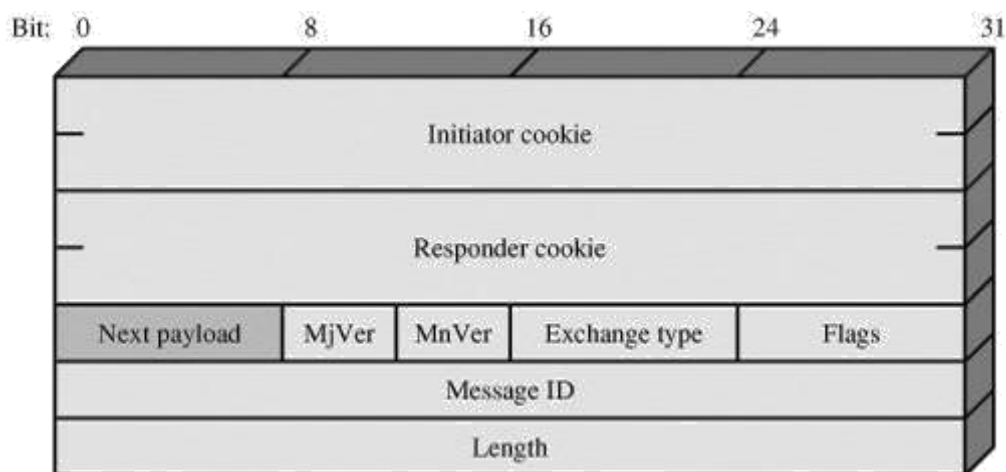 Bit: 0 8 16 24 31
Initiator cookie
Responder cookie
Next payload MjVer MnVer Exchange type Flags
Message ID
Length